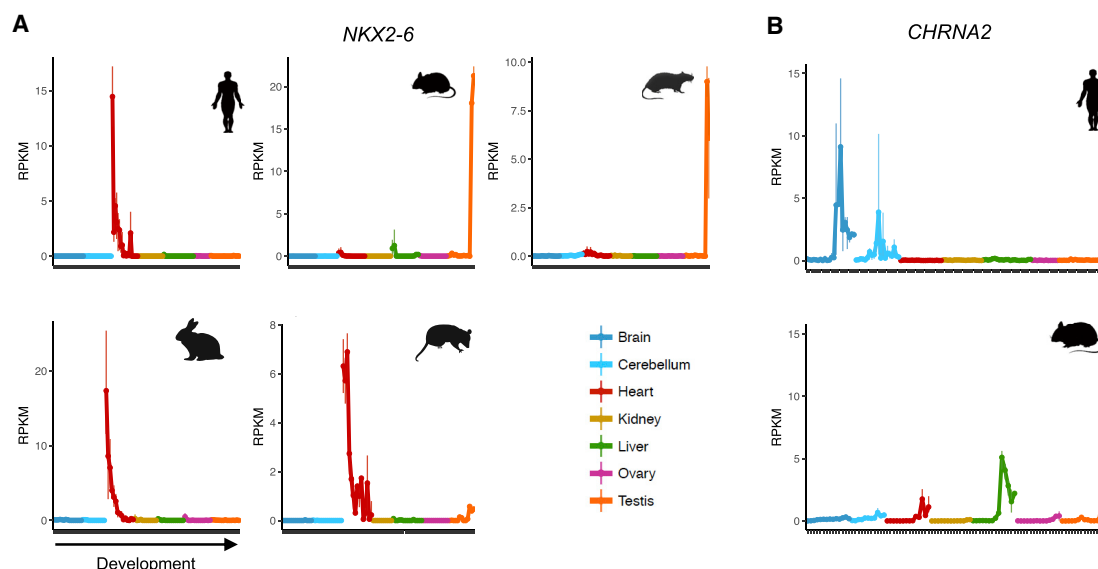 A
NKX2-6
B
CHRNA2
RPKM
15
10
5
0
RPKM
20
15
10
5
0
RPKM
10.0
7.5
5.0
2.5
0.0
RPKM
15
10
5
0
RPKM
20
10
0
Development
RPKM
8
6
4
2
0
Brain
Cerebellum
Heart
Kidney
Liver
Ovary
Testis
RPKM
15
10
5
0